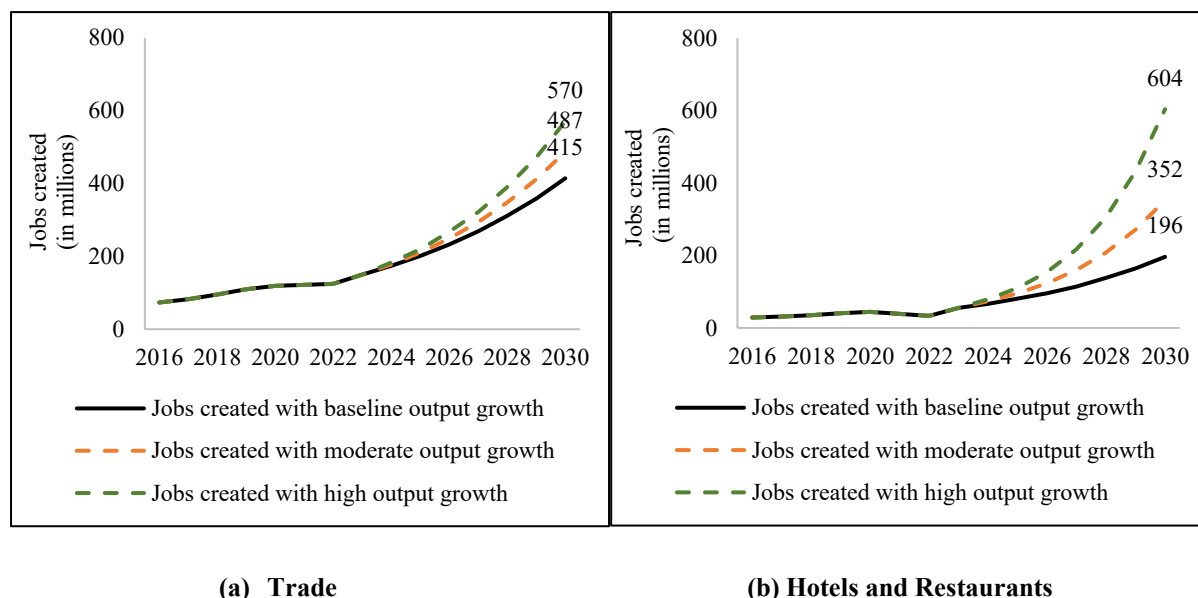 800
600
400
200
0
Jobs created
(in millions)
570
487
415
2016 2018 2020 2022 2024 2026 2028 2030
Jobs created with baseline output growth
Jobs created with moderate output growth
Jobs created with high output growth
(a) Trade
800
600
400
200
0
Jobs created
(in millions)
604
352
196
2016 2018 2020 2022 2024 2026 2028 2030
Jobs created with baseline output growth
Jobs created with moderate output growth
Jobs created with high output growth
(b) Hotels and Restaurants